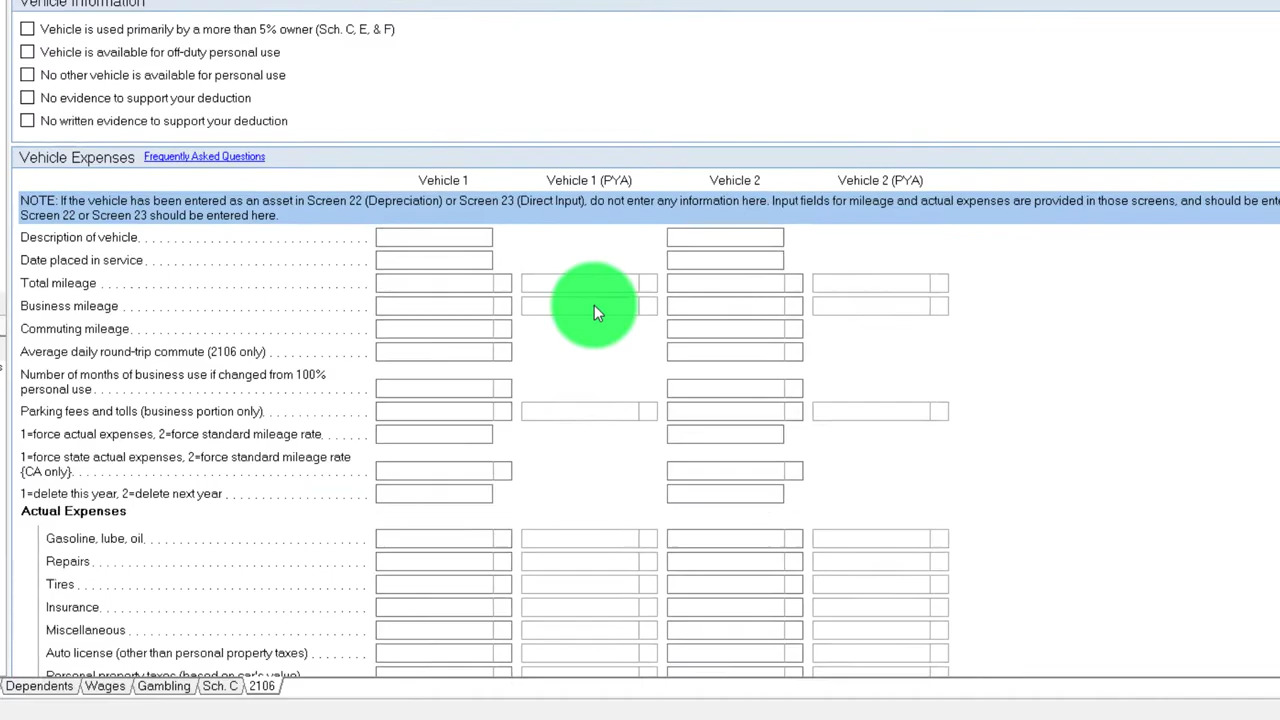 Vehicle Information
Vehicle is used primarily by a more than 5% owner (Sch. C, E, & F)
Vehicle is available for off-duty personal use
No other vehicle is available for personal use
No evidence to support your deduction
No written evidence to support your deduction
Vehicle Expenses Frequently Asked Questions
Vehicle 1 Vehicle 1 (PYA) Vehicle 2 Vehicle 2 (PYA)
NOTE: If the vehicle has been entered as an asset in Screen 22 (Depreciation) or Screen 23 (Direct Input), do not enter any information here. Input fields for mileage and actual expenses are provided in those screens, and should be ente
Screen 22 or Screen 23 should be entered here.
Description of vehicle
Date placed in service
Total mileage
Business mileage
Commuting mileage
Average daily round-trip commute (2106 only)
Number of months of business use if changed from 100%
personal use
Parking fees and tolls (business portion only)
1=force actual expenses, 2=force standard mileage rate
1=force state actual expenses, 2=force standard mileage rate
{CA only}
1=delete this year, 2=delete next year
Actual Expenses
Gasoline, lube, oil
Repairs
Tires
Insurance
Miscellaneous
Auto license (other than personal property taxes)
Personal property taxes (based on car's value)
Dependents Wages Gambling Sch. C 2106